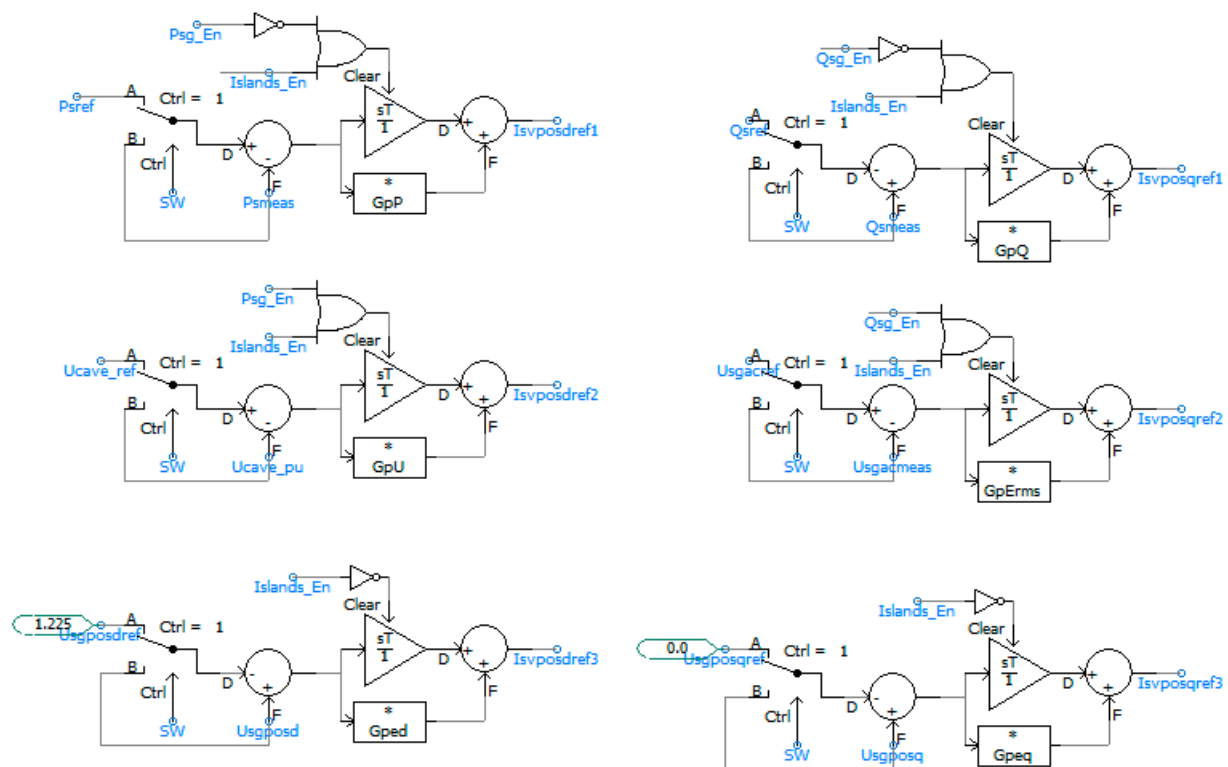 Psg_En
Islands_En
Clear
Psref
A
Ctrl = 1
B
Ctrl
SW
D
+
-
F
Psmeas
sT
1
D
+
+
F
Isvposdref1
*
GpP
Qsg_En
Islands_En
Clear
Qsref
A
Ctrl = 1
B
Ctrl
SW
D
-
+
F
Qsmeas
sT
1
D
+
+
F
Isvposqref1
*
GpQ
Psg_En
Islands_En
Clear
Ucave_ref
A
Ctrl = 1
B
Ctrl
SW
D
+
-
F
Ucave_pu
sT
1
D
+
+
F
Isvposdref2
*
GpU
Qsg_En
Islands_En
Clear
Usgacref
A
Ctrl = 1
B
Ctrl
SW
D
+
-
F
Usgacmeas
sT
1
D
+
+
F
Isvposqref2
*
GpErms
Islands_En
Clear
1.225
Usgposdref
A
Ctrl = 1
B
Ctrl
SW
D
-
+
F
Usgposd
sT
1
D
+
+
F
Isvposdref3
*
Gped
Islands_En
Clear
0.0
Usgposqref
A
Ctrl = 1
B
Ctrl
SW
D
-
+
F
Usgposq
sT
1
D
+
+
F
Isvposqref3
*
Gpeq